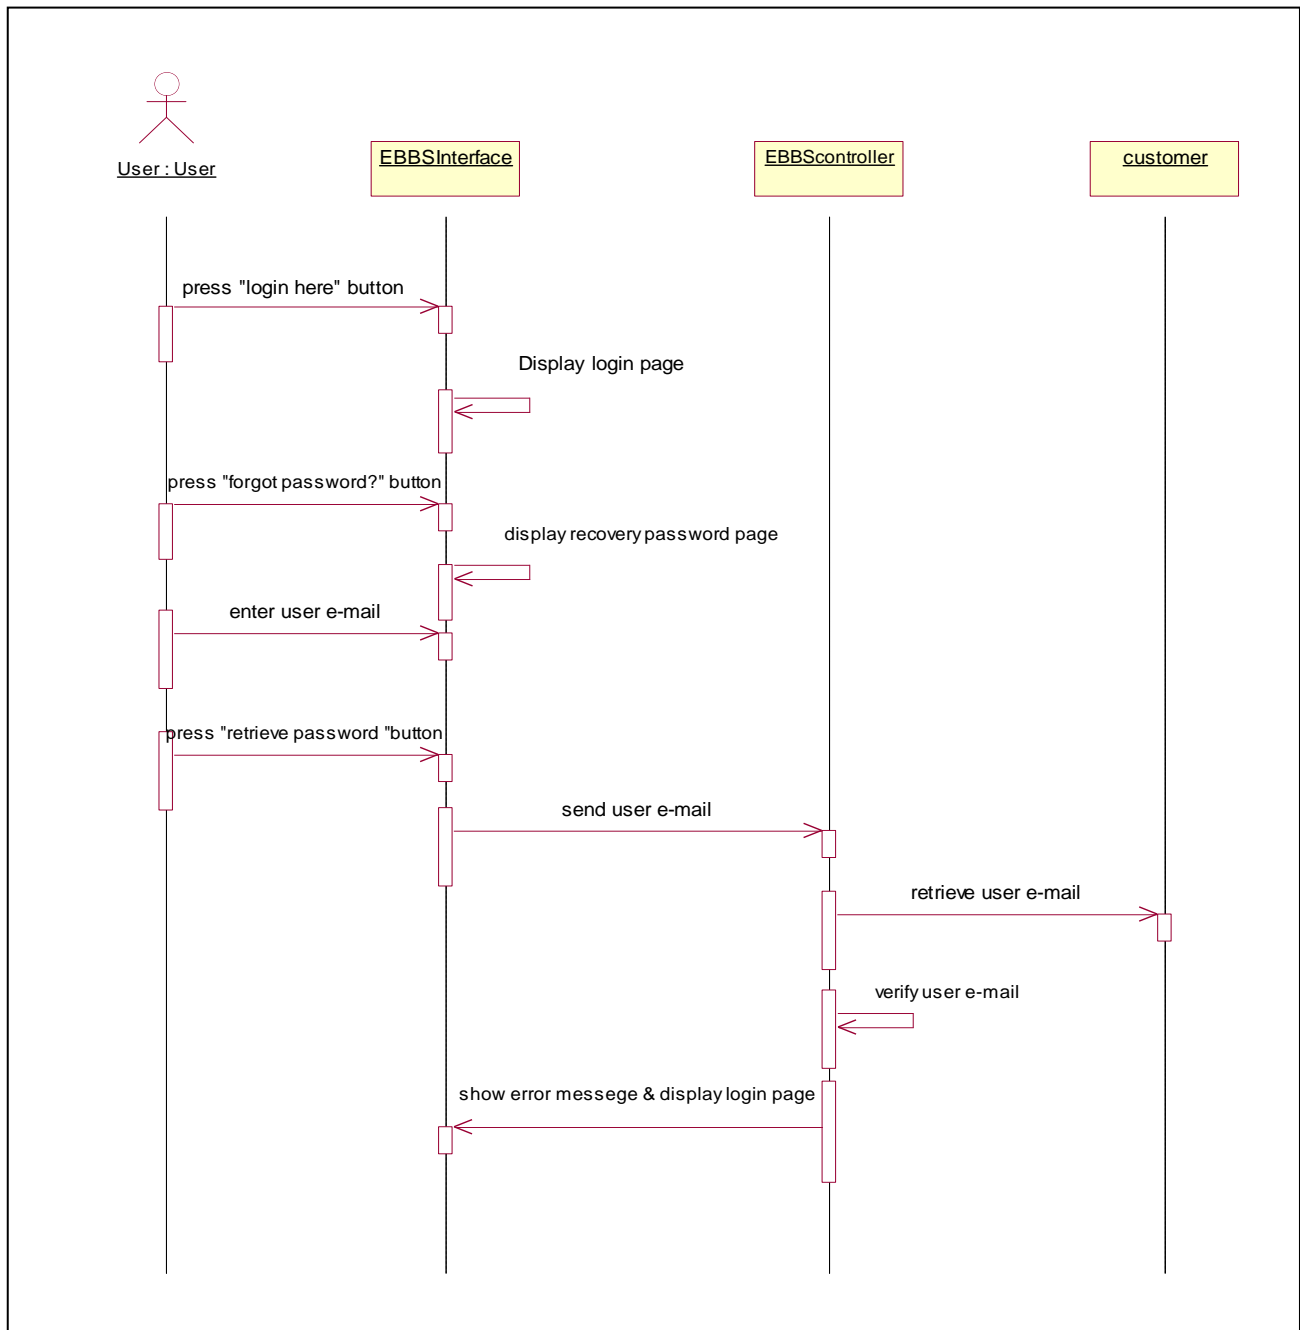 User : User
EBBSInterface
EBBScontroller
customer
press "login here" button
Display login page
press "forgot password?" button
display recovery password page
enter user e-mail
press "retrieve password "button
send user e-mail
retrieve user e-mail
verify user e-mail
show error messege & display login page